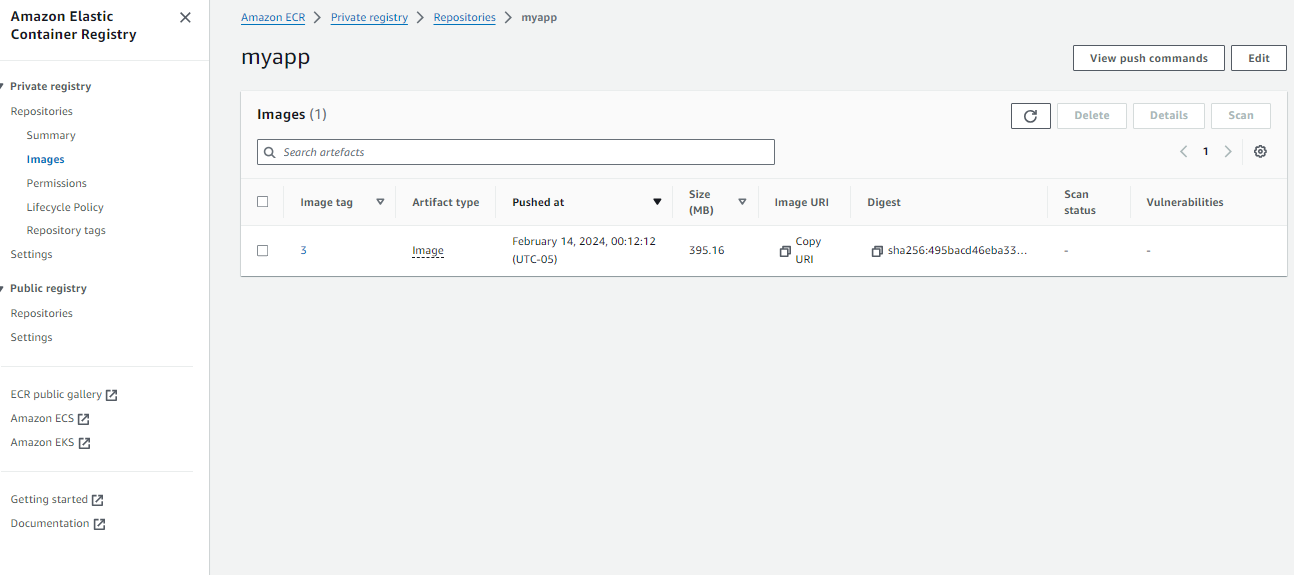 Amazon Elastic
Container Registry
Private registry
Repositories
Summary
Images
Permissions
Lifecycle Policy
Repository tags
Settings
Public registry
Repositories
Settings
ECR public gallery
Amazon ECS
Amazon EKS
Getting started
Documentation
Amazon ECR > Private registry > Repositories > myapp
myapp
View push commands
Edit
Images (1)
Delete
Details
Scan
Search artefacts
1
Image tag
Artifact type
Pushed at
Size
(MB)
Image URI
Digest
Scan
status
Vulnerabilities
3
Image
February 14, 2024, 00:12:12
(UTC-05)
395.16
Copy
URI
sha256:495bacd46eba33...
-
-